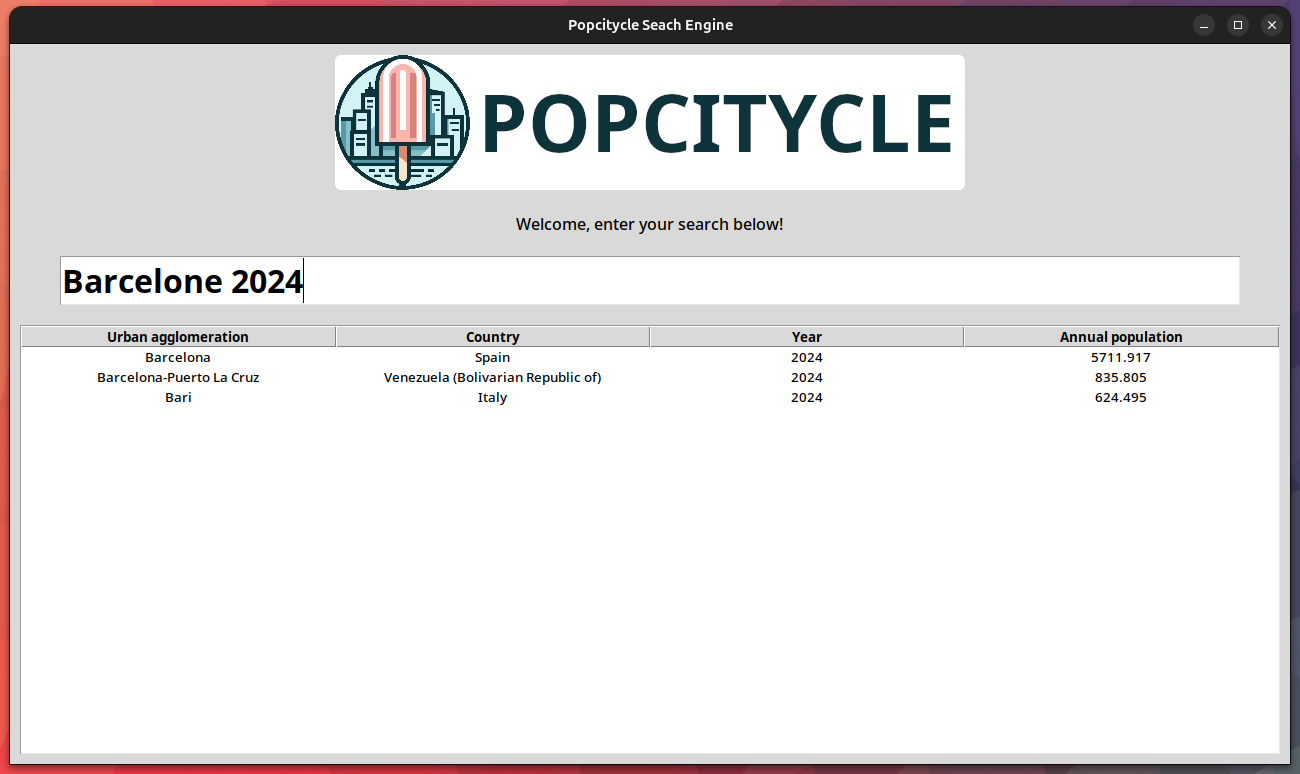 Popcitycle Seach Engine
POPCITYCLE
Welcome, enter your search below!
Barcelone 2024
Urban agglomeration Country Year Annual population
Barcelona Spain 2024 5711.917
Barcelona-Puerto La Cruz Venezuela (Bolivarian Republic of) 2024 835.805
Bari Italy 2024 624.495